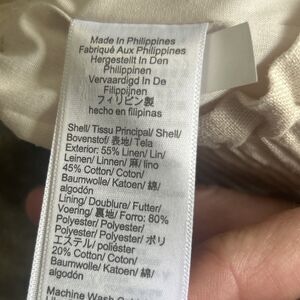 Made In Philippines
Fabriqué Aux Philippines
Hergestellt In Den
Philippinen
Vervaardigd In De
Filippijnen
フィリピン製
hecho en filipinas
Shell/ Tissu Principal/ Shell/
Bovenstof/ 表地/ Tela
Exterior: 55% Linen/ Lin/
Leinen/ Linnen/ 麻/ lino
45% Cotton/ Coton/
Baumwolle/ Katoen/ 綿/
algodón
Lining/ Doublure/ Futter/
Voering/ 裏地/ Forro: 80%
Polyester/ Polyester/
Polyester/ Polyester/ ポリ
エステル/ poliéster
20% Cotton/ Coton/
Baumwolle/ Katoen/ 綿/
algodón
Machine Wash